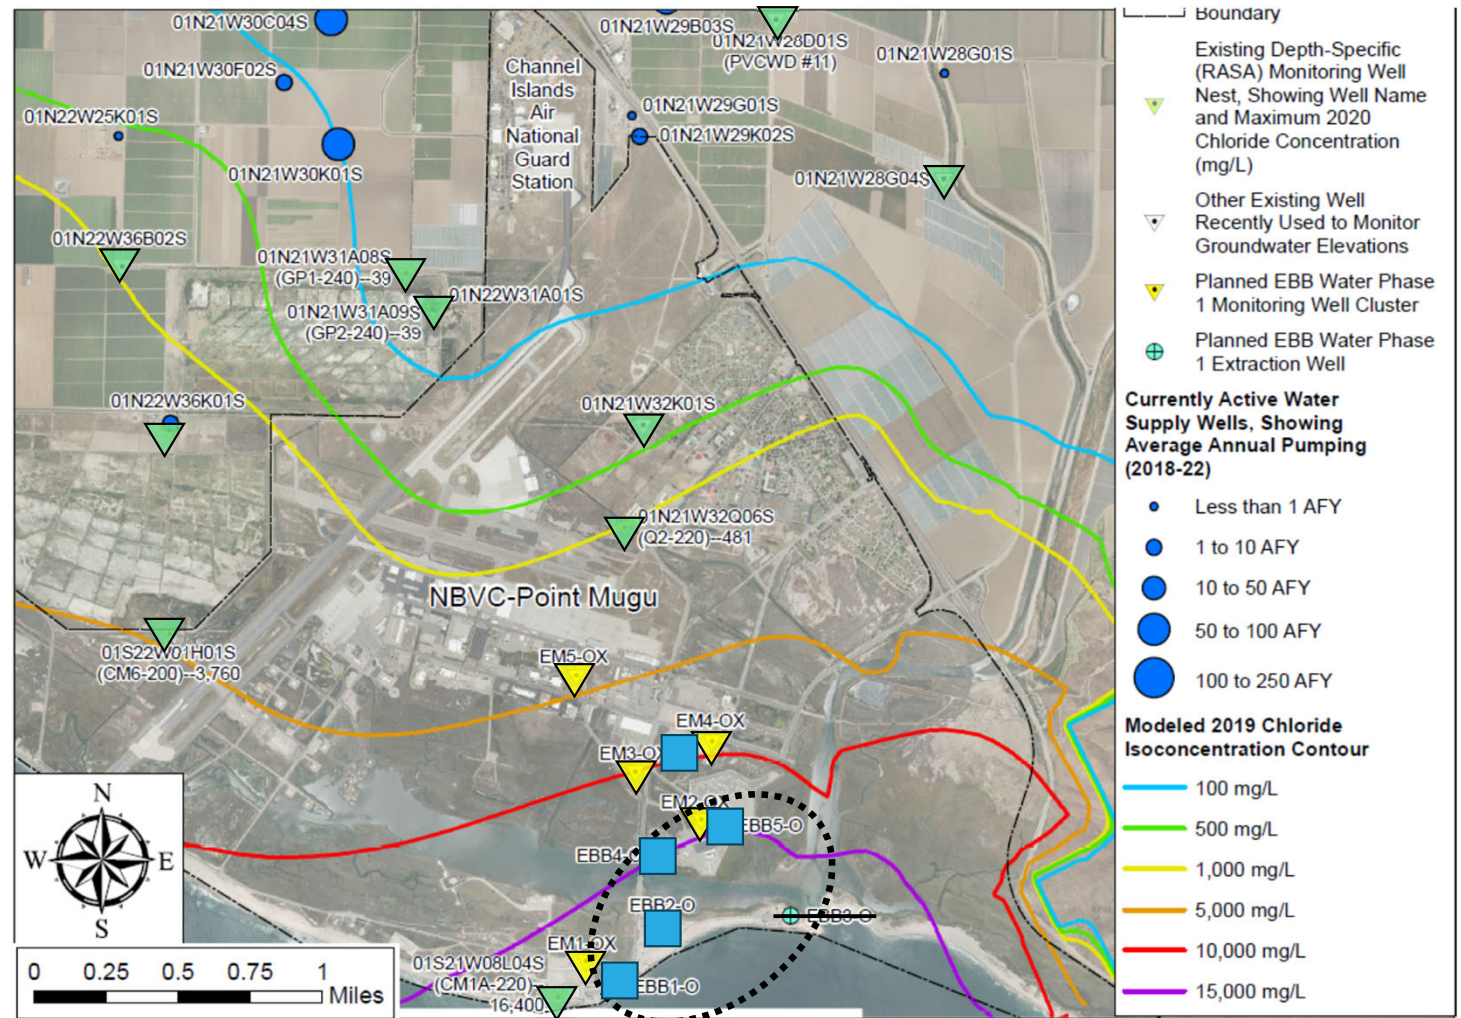 01N21W30C04S
01N21W29B03S
01N21W28D01S
(PVCWD #11)
01N21W28G01S
01N21W30F02S
Channel
Islands
Air
National
Guard
Station
01N22W25K01S
01N21W29G01S
01N21W29K02S
01N21W30K01S
01N21W28G04S
01N22W36B02S
01N21W31A08S
(GP1-240)--39
01N22W31A01S
01N21W31A09S
(GP2-240)--39
01N22W36K01S
01N21W32K01S
01N21W32Q06S
(Q2-220)--481
NBVC-Point Mugu
01S22W01H01S
(CM6-200)--3,760
EM5-OX
EM4-OX
EM3-OX
EM2-OX
EBB5-O
EBB4-O
EBB2-O
EBB3-O
EM1-OX
01S21W08L04S
(CM1A-220)--
16,400
EBB1-O
N
W
E
S
0 0.25 0.5 0.75 1
Miles
Boundary
Existing Depth-Specific
(RASA) Monitoring Well
Nest, Showing Well Name
and Maximum 2020
Chloride Concentration
(mg/L)
Other Existing Well
Recently Used to Monitor
Groundwater Elevations
Planned EBB Water Phase
1 Monitoring Well Cluster
Planned EBB Water Phase
1 Extraction Well
Currently Active Water
Supply Wells, Showing
Average Annual Pumping
(2018-22)
Less than 1 AFY
1 to 10 AFY
10 to 50 AFY
50 to 100 AFY
100 to 250 AFY
Modeled 2019 Chloride
Isoconcentration Contour
100 mg/L
500 mg/L
1,000 mg/L
5,000 mg/L
10,000 mg/L
15,000 mg/L